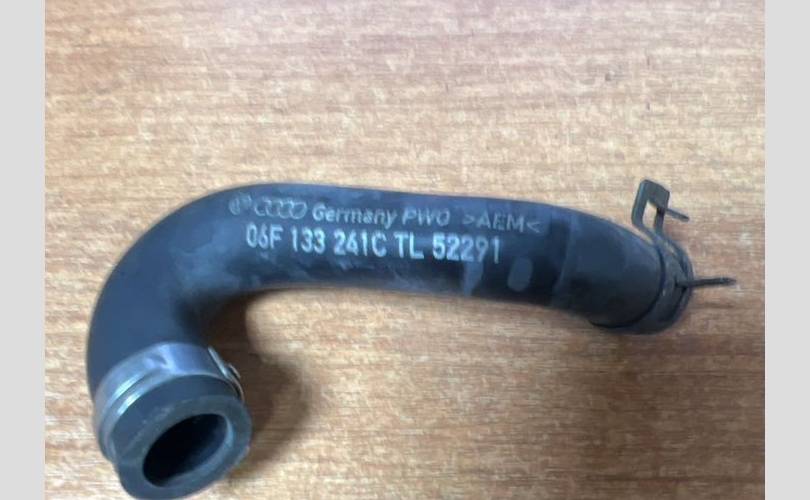 Germany PWO >AEM<
06F 133 241C TL 52291